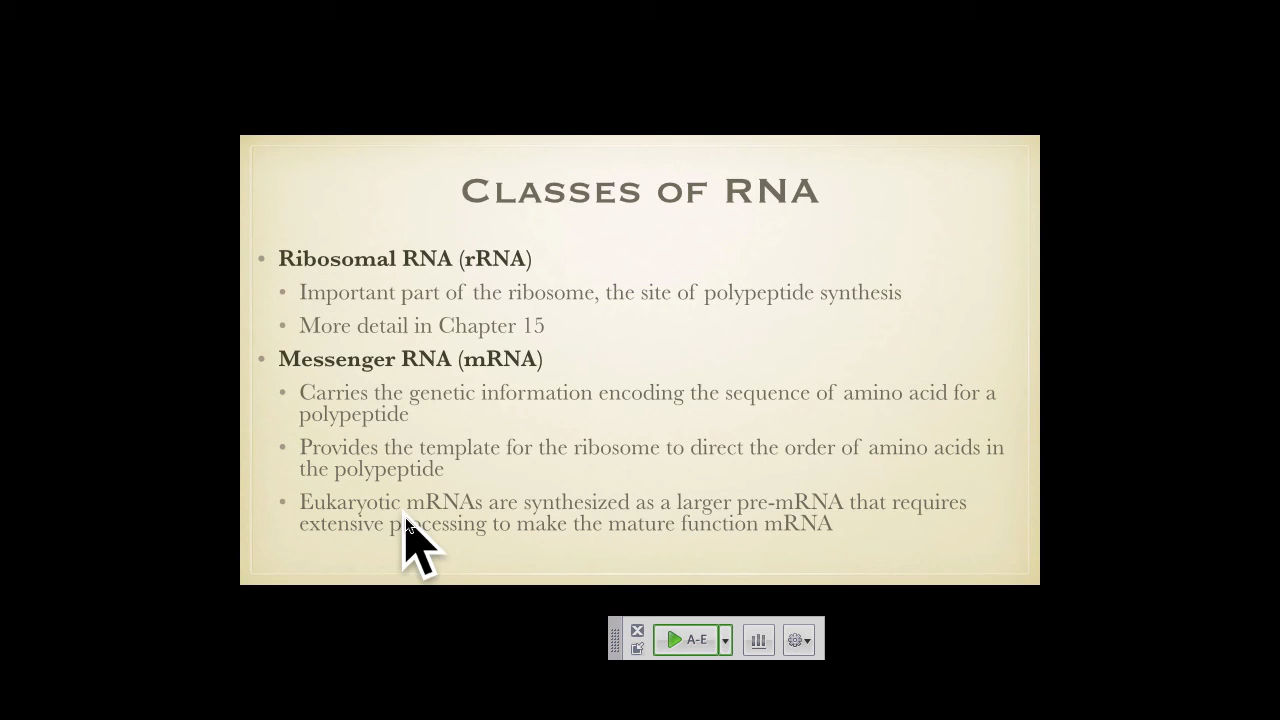 Classes of RNA
• Ribosomal RNA (rRNA)
• Important part of the ribosome, the site of polypeptide synthesis
• More detail in Chapter 15
• Messenger RNA (mRNA)
• Carries the genetic information encoding the sequence of amino acid for a
polypeptide
• Provides the template for the ribosome to direct the order of amino acids in
the polypeptide
• Eukaryotic mRNAs are synthesized as a larger pre-mRNA that requires
extensive processing to make the mature function mRNA
A-E